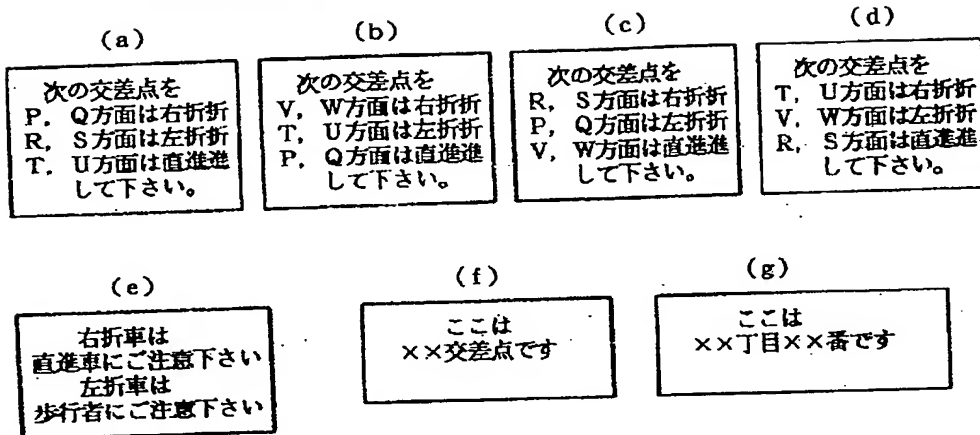 (a)
次の交差点を
P, Q方面は右折折
R, S方面は左折折
T, U方面は直進進
して下さい。
(b)
次の交差点を
V, W方面は右折折
T, U方面は左折折
P, Q方面は直進進
して下さい。
(c)
次の交差点を
R, S方面は右折折
P, Q方面は左折折
V, W方面は直進進
して下さい。
(d)
次の交差点を
T, U方面は右折折
V, W方面は左折折
R, S方面は直進進
して下さい。
(e)
右折車は
直進車にご注意下さい
左折車は
歩行者にご注意下さい
(f)
ここは
××交差点です
(g)
ここは
××丁目××番です